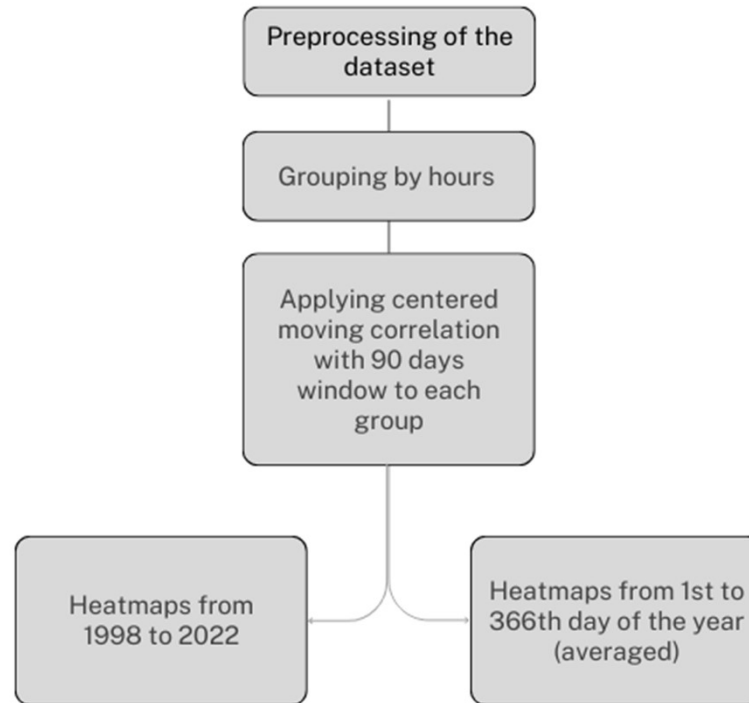 Preprocessing of the
dataset
Grouping by hours
Applying centered
moving correlation
with 90 days
window to each
group
Heatmaps from
1998 to 2022
Heatmaps from 1st to
366th day of the year
(averaged)